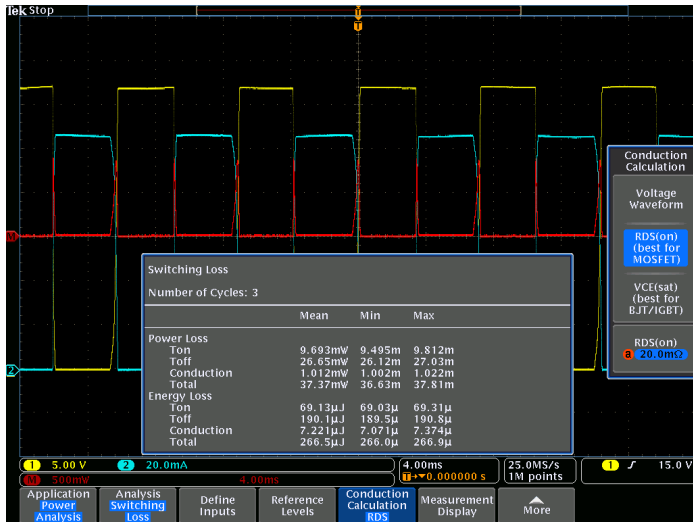 Tek Stop
T
Conduction
Calculation
Voltage
Waveform
RDS(on)
(best for
MOSFET)
VCE(sat)
(best for
BJT/IGBT)
RDS(on)
a 20.0mΩ
M
2
Switching Loss
Number of Cycles: 3
Mean Min Max
Power Loss
Ton 9.693mW 9.495m 9.812m
Toff 26.65mW 26.12m 27.03m
Conduction 1.012mW 1.002m 1.022m
Total 37.37mW 36.63m 37.81m
Energy Loss
Ton 69.13µJ 69.03µ 69.31µ
Toff 190.1µJ 189.5µ 190.8µ
Conduction 7.221µJ 7.071µ 7.374µ
Total 266.5µJ 266.0µ 266.9µ
1 5.00 V 2 20.0mA 4.00ms 25.0MS/s 1 15.0 V
T→▼0.000000 s 1M points
M 500mW 4.00ms
Application
Power
Analysis
Analysis
Switching
Loss
Define
Inputs
Reference
Levels
Conduction
Calculation
RDS
Measurement
Display
More